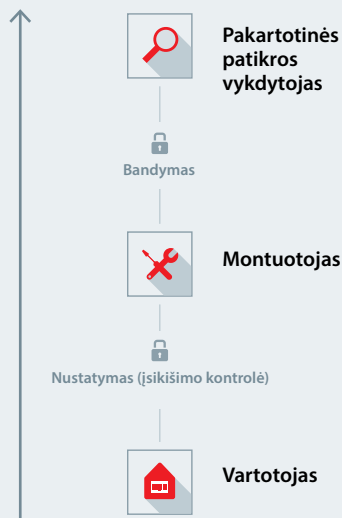 Pakartotinės
patikros
vykdytojas
Bandymas
Montuotojas
Nustatymas (įsikišimo kontrolė)
Vartotojas